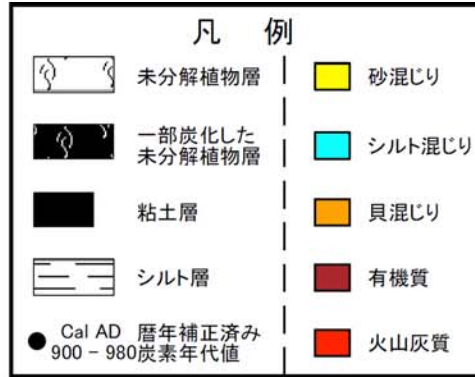 凡 例
未分解植物層
一部炭化した
未分解植物層
粘土層
シルト層
Cal AD 暦年補正済み
900 - 980 炭素年代値
砂混じり
シルト混じり
貝混じり
有機質
火山灰質